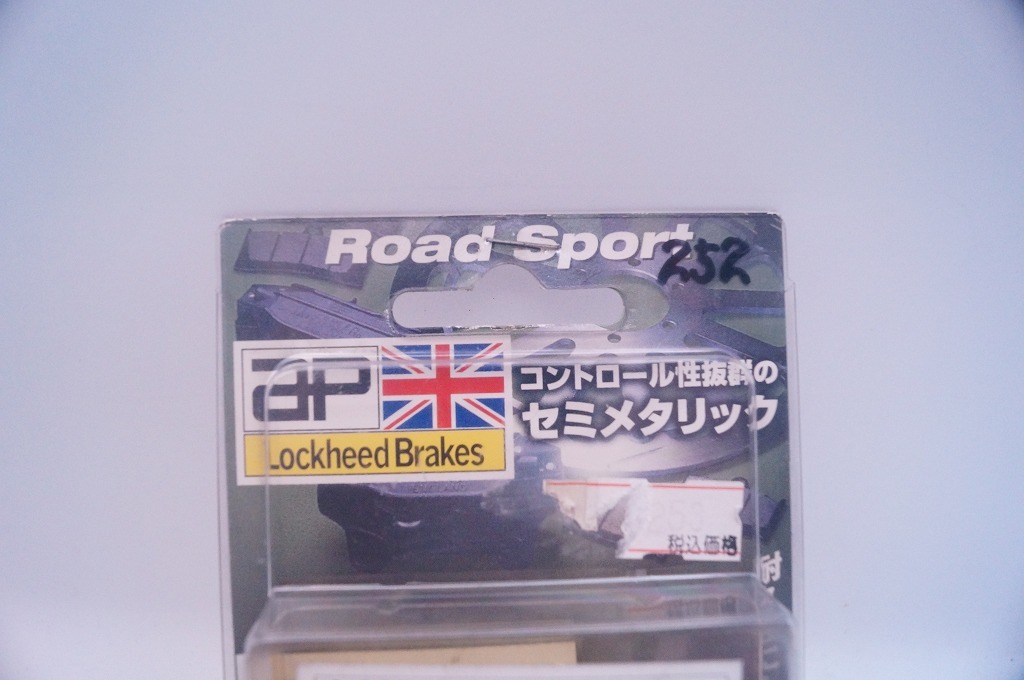 Road Sport
252
AP
Lockheed Brakes
コントロール性抜群の
セミメタリック
税込価格